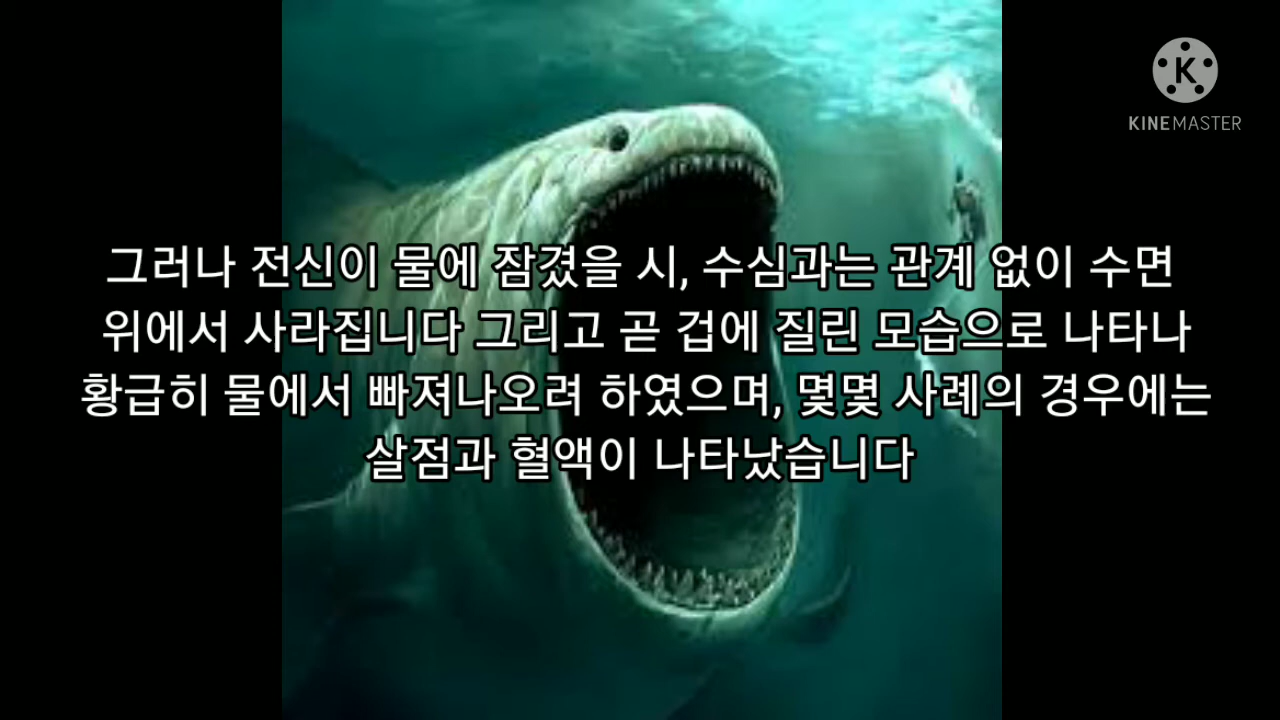 KINEMASTER
그러나 전신이 물에 잠겼을 시, 수심과는 관계 없이 수면
위에서 사라집니다 그리고 곧 겁에 질린 모습으로 나타나
황급히 물에서 빠져나오려 하였으며, 몇몇 사례의 경우에는
살점과 혈액이 나타났습니다